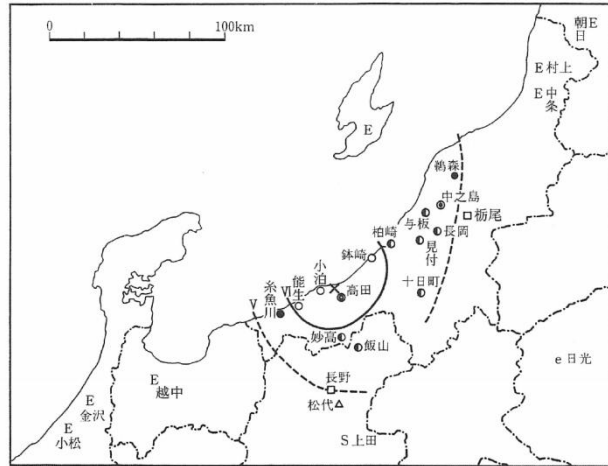 0
100km
朝E
日
E村上
E中
条
E
鵜森
中之島
与板
栃尾
長岡
見付
柏崎
鉢崎
十日町
小泊
能生
高田
糸魚川
VI
V
妙高
飯山
長野
松代
S上田
e日光
E
越中
E
金沢
E
小松